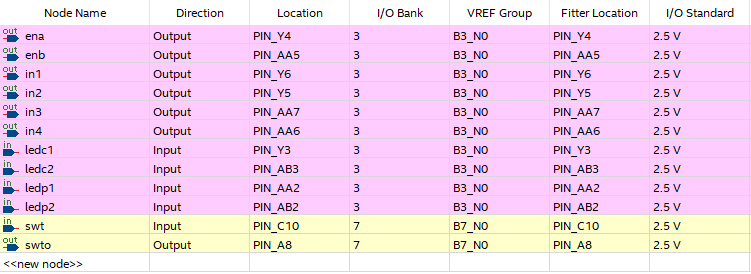 Node Name Direction Location I/O Bank VREF Group Fitter Location I/O Standard
out ena Output PIN_Y4 3 B3_N0 PIN_Y4 2.5 V
out enb Output PIN_AA5 3 B3_N0 PIN_AA5 2.5 V
out in1 Output PIN_Y6 3 B3_N0 PIN_Y6 2.5 V
out in2 Output PIN_Y5 3 B3_N0 PIN_Y5 2.5 V
out in3 Output PIN_AA7 3 B3_N0 PIN_AA7 2.5 V
out in4 Output PIN_AA6 3 B3_N0 PIN_AA6 2.5 V
in ledc1 Input PIN_Y3 3 B3_N0 PIN_Y3 2.5 V
in ledc2 Input PIN_AB3 3 B3_N0 PIN_AB3 2.5 V
in ledp1 Input PIN_AA2 3 B3_N0 PIN_AA2 2.5 V
in ledp2 Input PIN_AB2 3 B3_N0 PIN_AB2 2.5 V
in swt Input PIN_C10 7 B7_N0 PIN_C10 2.5 V
out swto Output PIN_A8 7 B7_N0 PIN_A8 2.5 V
<<new node>>